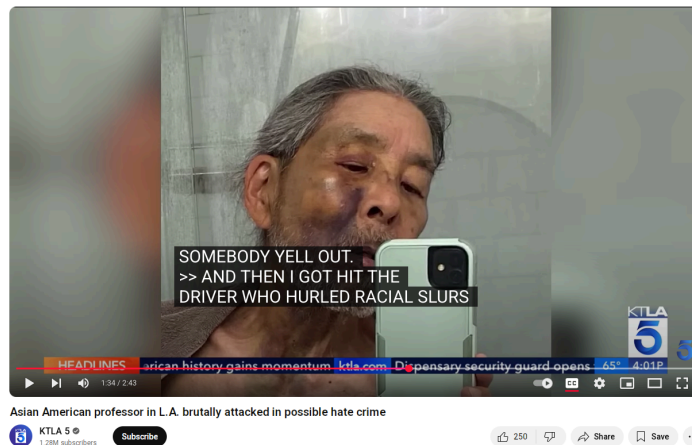 SOMEBODY YELL OUT.
>> AND THEN I GOT HIT THE
DRIVER WHO HURLED RACIAL SLURS
KTLA
5
HEADLINES erican history gains momentum ktla.com Dispensary security guard opens 65° 4:01P
1:34 / 2:43
CC
Asian American professor in L.A. brutally attacked in possible hate crime
KTLA 5
1.28M subscribers
Subscribe
250
Share
Save